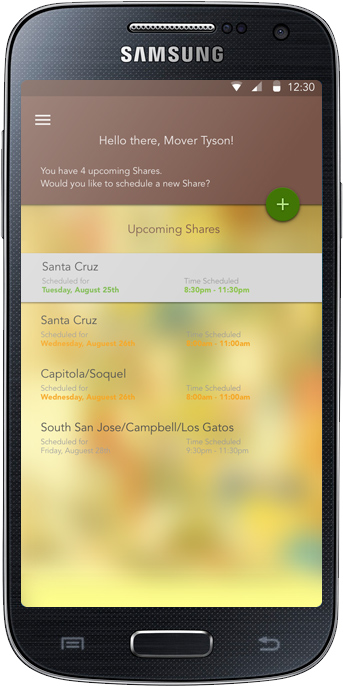 SAMSUNG
12:30
Hello there, Mover Tyson!
You have 4 upcoming Shares.
Would you like to schedule a new Share?
+
Upcoming Shares
Santa Cruz
Scheduled for Time Scheduled
Tuesday, August 25th 8:30pm - 11:30pm
Santa Cruz
Scheduled for Time Scheduled
Wednesday, August - 11:00am
Capitola/Soquel
Scheduled for Time Scheduled
Wednesday, August 26th 8:00am - 11:00am
South San Jose/Campbell/Los Gatos
Scheduled for Time Scheduled
Friday, August 9:30pm - 11:30pm